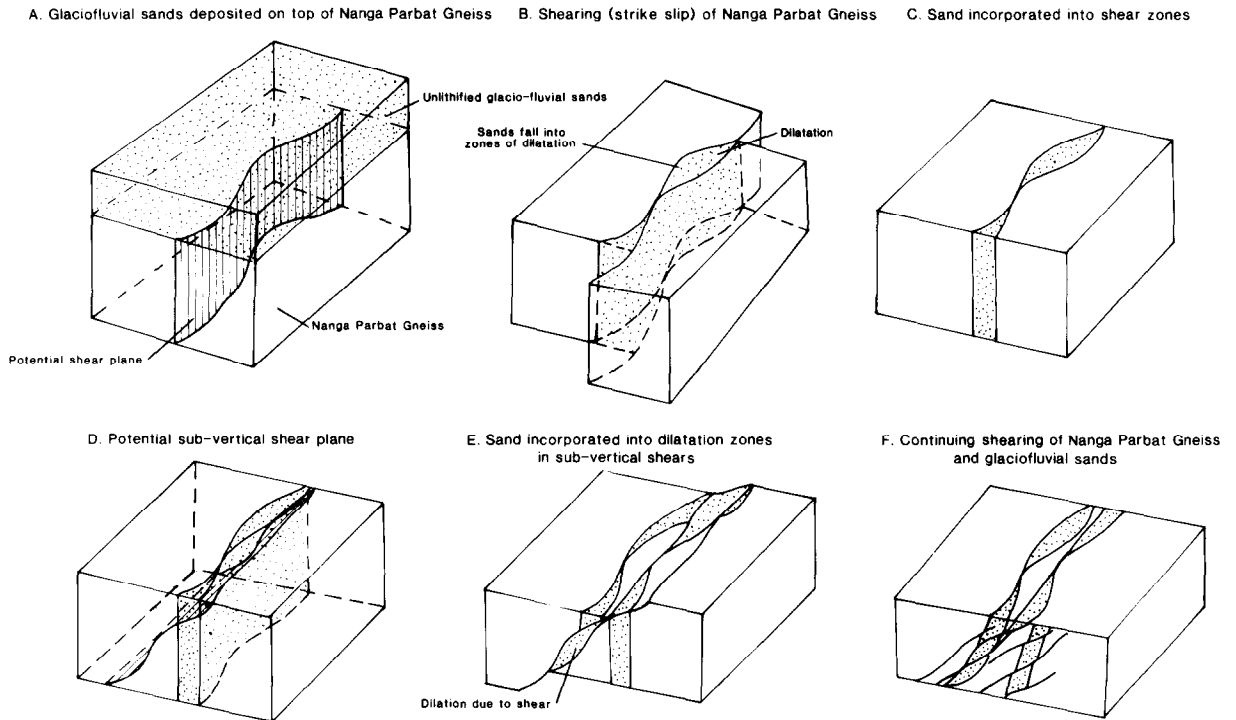 A. Glaciofluvial sands deposited on top of Nanga Parbat Gneiss
Unlithified glacio-fluvial sands
Nanga Parbat Gneiss
Potential shear plane
B. Shearing (strike slip) of Nanga Parbat Gneiss
Sands fall into
zones of dilatation
Dilatation
C. Sand incorporated into shear zones
D. Potential sub-vertical shear plane
E. Sand incorporated into dilatation zones
in sub-vertical shears
Dilation due to shear
F. Continuing shearing of Nanga Parbat Gneiss
and glaciofluvial sands